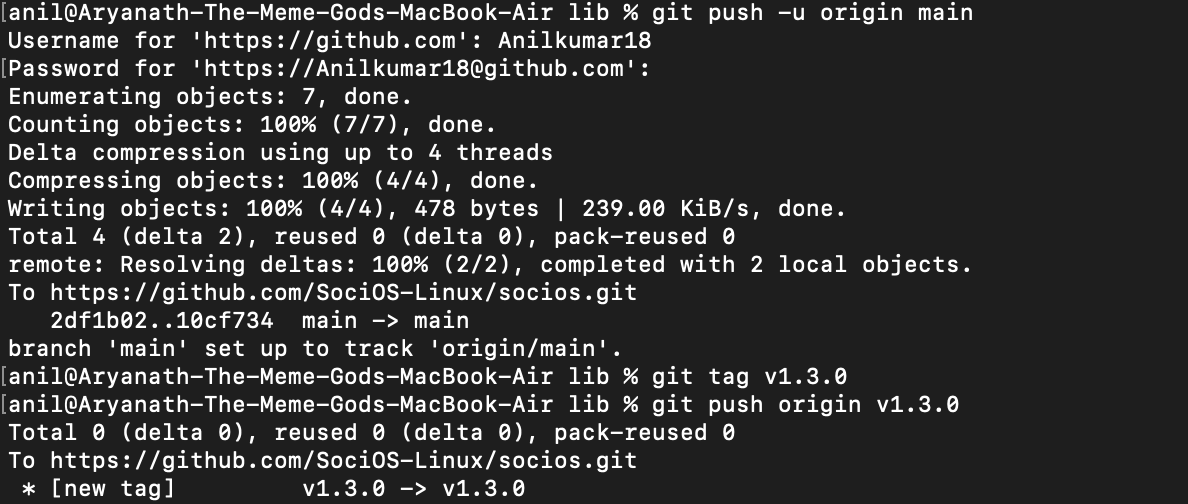 [anil@Aryanath-The-Meme-Gods-MacBook-Air lib % git push -u origin main
Username for 'https://github.com': Anilkumar18
[Password for 'https://Anilkumar18@github.com':
Enumerating objects: 7, done.
Counting objects: 100% (7/7), done.
Delta compression using up to 4 threads
Compressing objects: 100% (4/4), done.
Writing objects: 100% (4/4), 478 bytes | 239.00 KiB/s, done.
Total 4 (delta 2), reused 0 (delta 0), pack-reused 0
remote: Resolving deltas: 100% (2/2), completed with 2 local objects.
To https://github.com/SociOS-Linux/socios.git
   2df1b02..10cf734  main -> main
branch 'main' set up to track 'origin/main'.
[anil@Aryanath-The-Meme-Gods-MacBook-Air lib % git tag v1.3.0
[anil@Aryanath-The-Meme-Gods-MacBook-Air lib % git push origin v1.3.0
Total 0 (delta 0), reused 0 (delta 0), pack-reused 0
To https://github.com/SociOS-Linux/socios.git
 * [new tag]         v1.3.0 -> v1.3.0